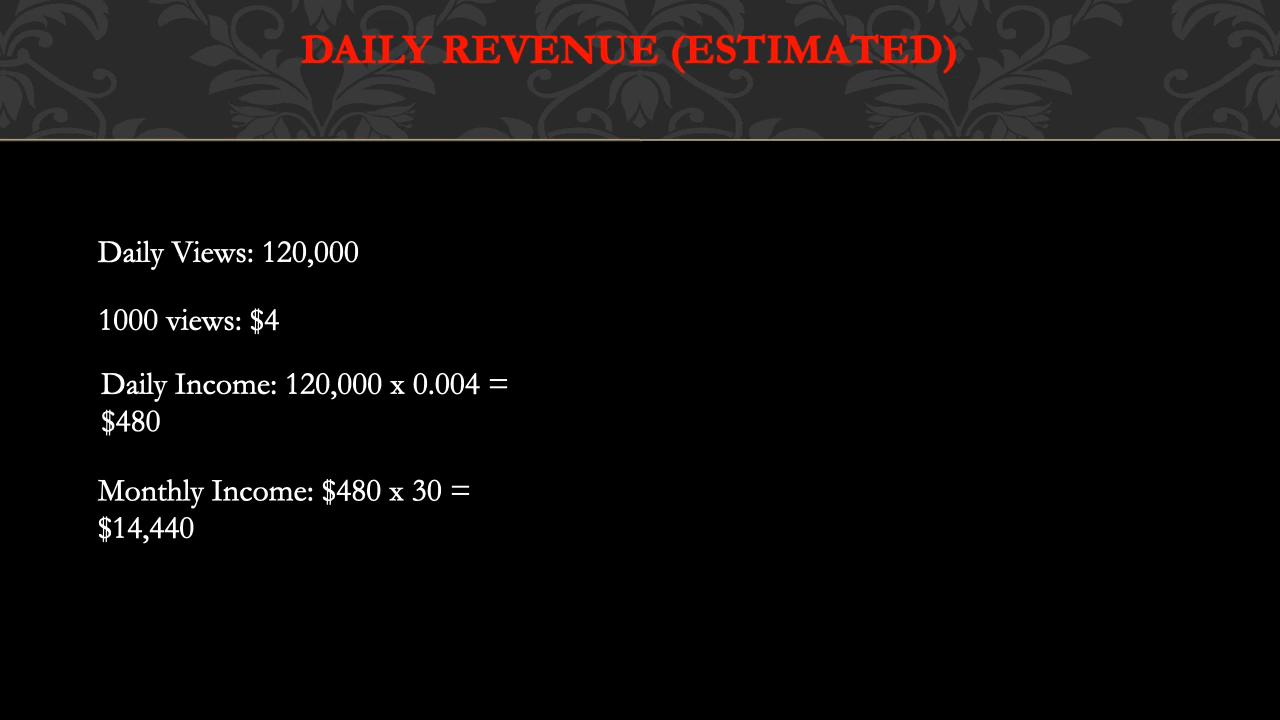 DAILY REVENUE (ESTIMATED)
Daily Views: 120,000
1000 views: $4
Daily Income: 120,000 x 0.004 =
$480
Monthly Income: $480 x 30 =
$14,440